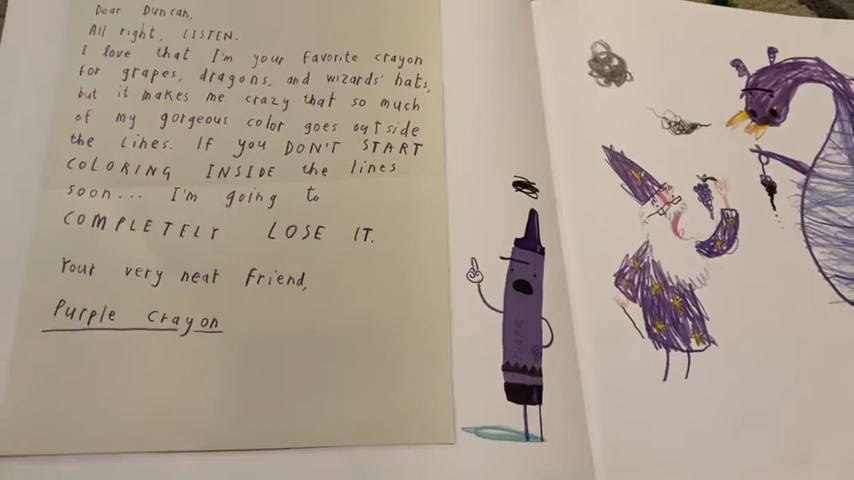 Dear Duncan,
All right, LISTEN.
I love that I'm your favorite crayon
for grapes, dragons, and wizards' hats,
but it makes me crazy that so much
of my gorgeous color goes outside
the lines. If you DON'T START
COLORING INSIDE the lines
soon... I'm going to
COMPLETELY LOSE IT.
Your very neat friend,
Purple Crayon